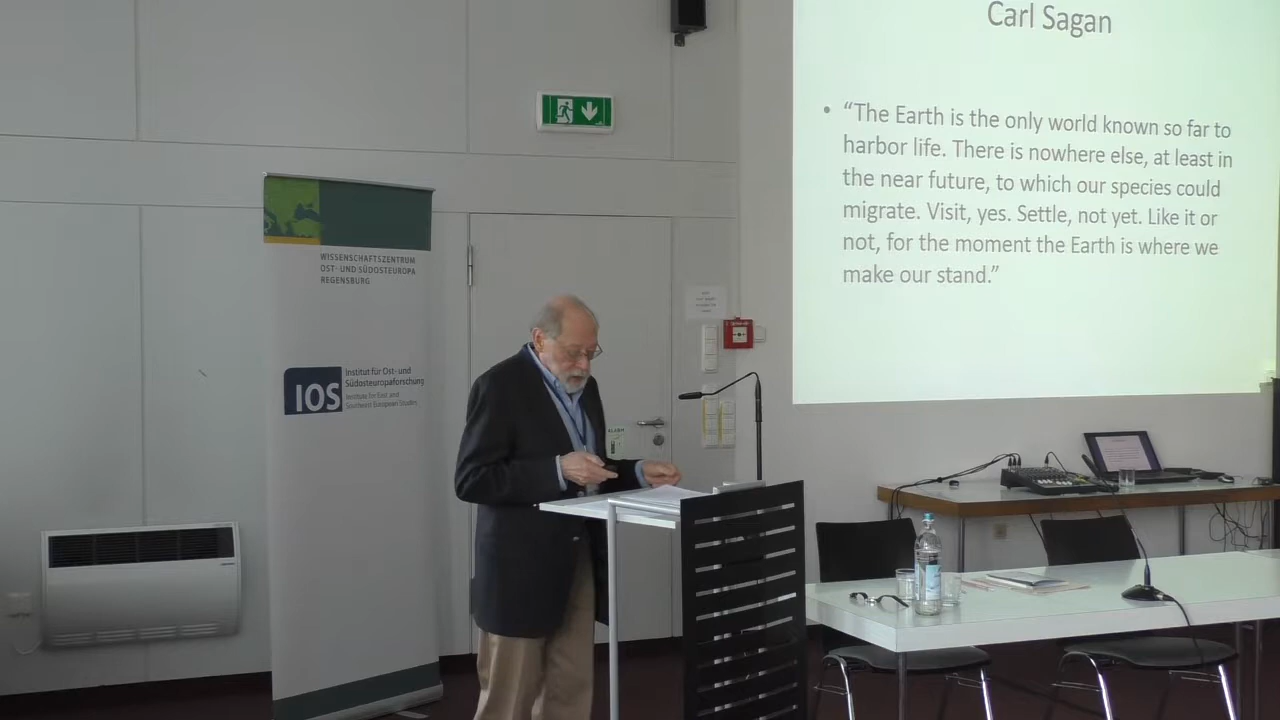 Carl Sagan
• “The Earth is the only world known so far to
harbor life. There is nowhere else, at least in
the near future, to which our species could
migrate. Visit, yes. Settle, not yet. Like it or
not, for the moment the Earth is where we
make our stand.”
WISSENSCHAFTSZENTRUM
OST- UND SÜDOSTEUROPA
REGENSBURG
IOS
Institut für Ost- und
Südosteuropaforschung
Institute for East and
Southeast European Studies
ALARM